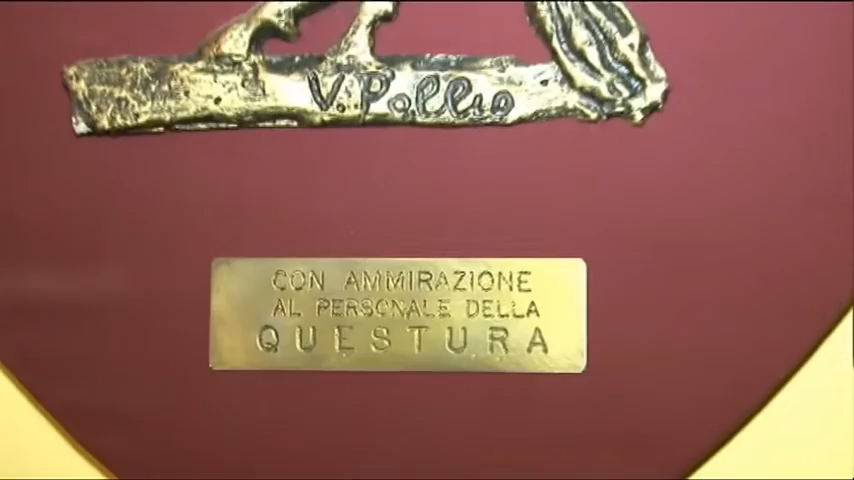 V. Pollio
CON AMMIRAZIONE
AL PERSONALE DELLA
QUESTURA